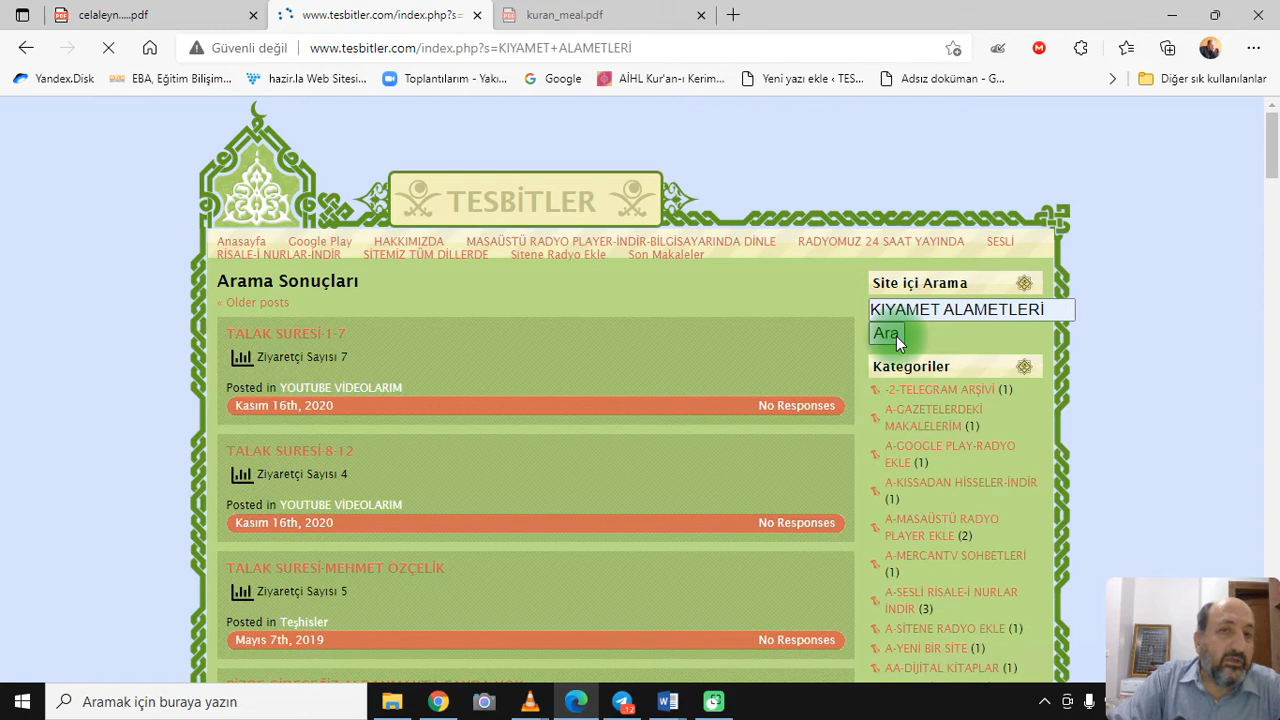 celaleyn.....pdf
www.tesbitler.com/index.php?s=
kuran_meal.pdf
Güvenli değil
www.tesbitler.com/index.php?s=KIYAMET+ALAMETLERİ
Yandex.Disk
EBA, Eğitim Bilişim...
hazir.la Web Sitesi...
Toplantılarım - Yakı...
Google
AİHL Kur'an-ı Kerim...
Yeni yazı ekle ‹ TES...
Adsız doküman - G...
Diğer sık kullanılanlar
TESBİTLER
Anasayfa
Google Play
HAKKIMIZDA
MASAÜSTÜ RADYO PLAYER-İNDİR-BİLGİSAYARINDA DİNLE
RADYOMUZ 24 SAAT YAYINDA
SESLİ
RİSALE-İ NURLAR-İNDİR
SİTEMİZ TÜM DİLLERDE
Sitene Radyo Ekle
Son Makaleler
Arama Sonuçları
« Older posts
TALAK SURESİ-1-7
Ziyaretçi Sayısı 7
Posted in YOUTUBE VİDEOLARIM
Kasım 16th, 2020
No Responses
TALAK SURESİ-8-12
Ziyaretçi Sayısı 4
Posted in YOUTUBE VİDEOLARIM
Kasım 16th, 2020
No Responses
TALAK SURESİ-MEHMET ÖZÇELİK
Ziyaretçi Sayısı 5
Posted in Teşhisler
Mayıs 7th, 2019
No Responses
Site içi Arama
KIYAMET ALAMETLERİ
Ara
Kategoriler
-2-TELEGRAM ARŞİVİ (1)
A-GAZETELERDEKİ
MAKALELERİM (1)
A-GOOGLE PLAY-RADYO
EKLE (1)
A-KISSADAN HİSSELER-İNDİR
(1)
A-MASAÜSTÜ RADYO
PLAYER EKLE (2)
A-MERCANTV SOHBETLERİ
(1)
A-SESLİ RİSALE-İ NURLAR
İNDİR (3)
A-SİTENE RADYO EKLE (1)
A-YENİ BİR SİTE (1)
AA-DİJİTAL KİTAPLAR (1)
Aramak için buraya yazın